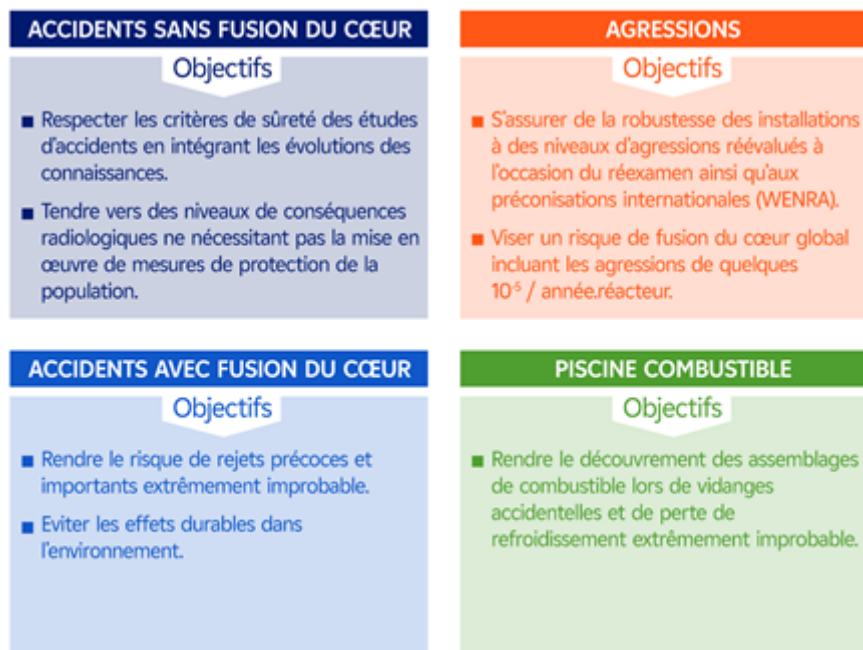 ACCIDENTS SANS FUSION DU CŒUR
Objectifs
■ Respecter les critères de sûreté des études
d'accidents en intégrant les évolutions des
connaissances.
■ Tendre vers des niveaux de conséquences
radiologiques ne nécessitant pas la mise en
œuvre de mesures de protection de la
population.
AGRESSIONS
Objectifs
■ S'assurer de la robustesse des installations
à des niveaux d'agressions réévalués à
l'occasion du réexamen ainsi qu'aux
préconisations internationales (WENRA).
■ Viser un risque de fusion du cœur global
incluant les agressions de quelques
10⁻⁵ / année.réacteur.
ACCIDENTS AVEC FUSION DU CŒUR
Objectifs
■ Rendre le risque de rejets précoces et
importants extrêmement improbable.
■ Eviter les effets durables dans
l'environnement.
PISCINE COMBUSTIBLE
Objectifs
■ Rendre le découvrement des assemblages
de combustible lors de vidanges
accidentelles et de perte de
refroidissement extrêmement improbable.